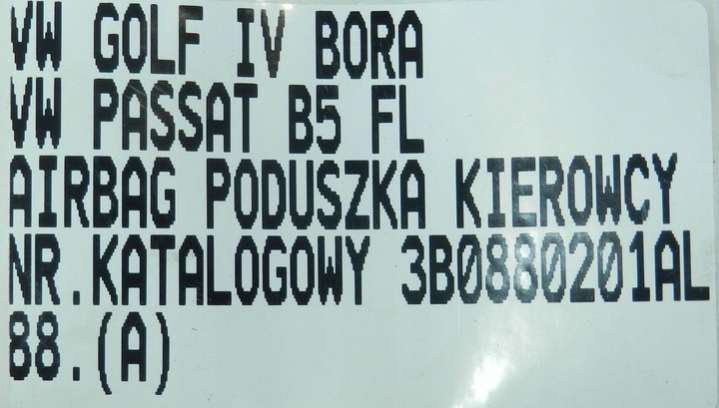 VW GOLF IV BORA
VW PASSAT B5 FL
AIRBAG PODUSZKA KIEROWCY
NR.KATALOGOWY 3B0880201AL
88.(A)